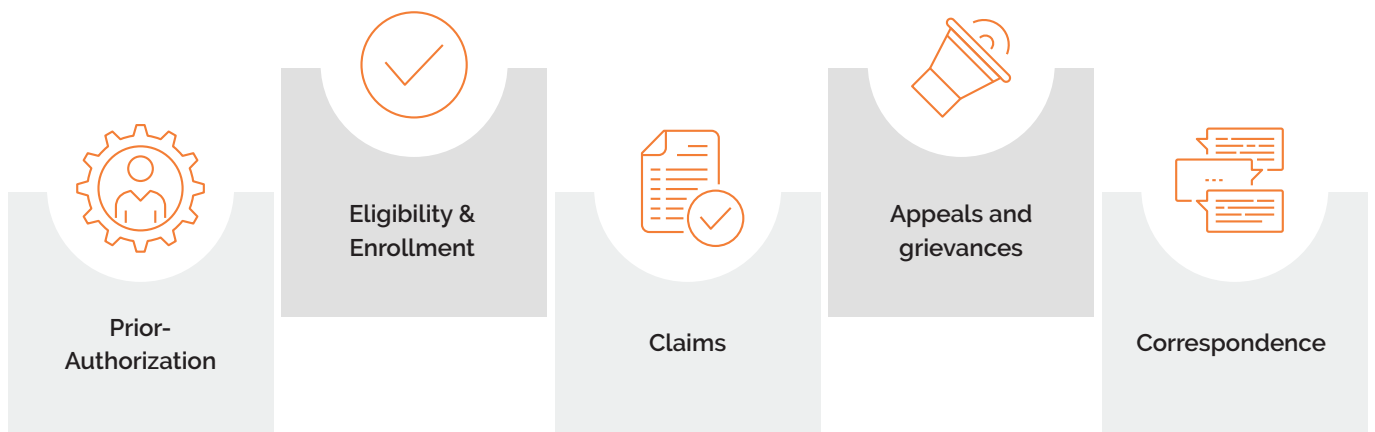 Prior-
Authorization
Eligibility &
Enrollment
Claims
Appeals and
grievances
Correspondence